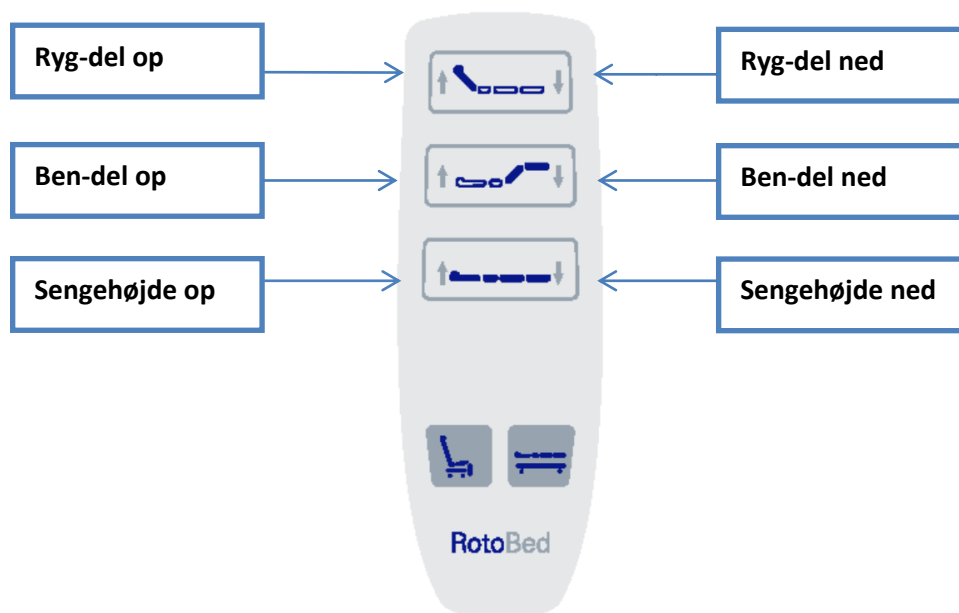 Ryg-del op
Ryg-del ned
Ben-del op
Ben-del ned
Sengehøjde op
Sengehøjde ned
RotoBed